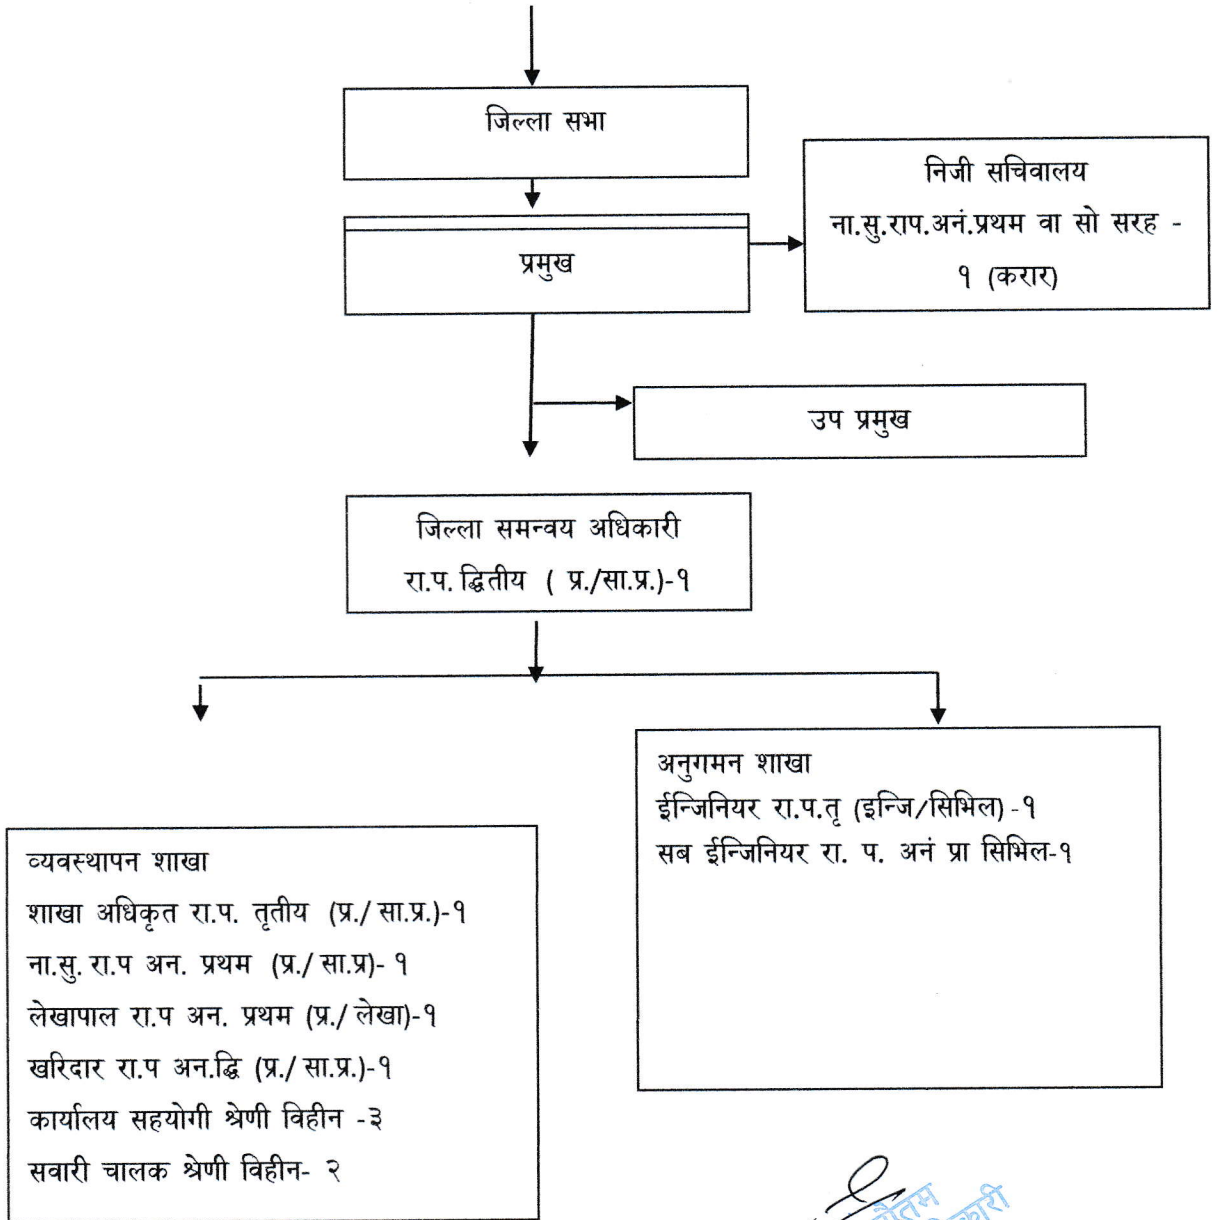 जिल्ला सभा
निजी सचिवालय
ना.सु.राप.अनं.प्रथम वा सो सरह -
१ (करार)
प्रमुख
उप प्रमुख
जिल्ला समन्वय अधिकारी
रा.प. द्धितीय ( प्र./सा.प्र.)-१
अनुगमन शाखा
ईन्जिनियर रा.प.तृ (इन्जि/सिभिल) -१
सब ईन्जिनियर रा. प. अनं प्रा सिभिल-१
व्यवस्थापन शाखा
शाखा अधिकृत रा.प. तृतीय (प्र./ सा.प्र.)-१
ना.सु. रा.प अन. प्रथम (प्र./ सा.प्र)- १
लेखापाल रा.प अन. प्रथम (प्र./ लेखा)-१
खरिदार रा.प अन.द्धि (प्र./ सा.प्र.)-१
कार्यालय सहयोगी श्रेणी विहीन -३
सवारी चालक श्रेणी विहीन- २